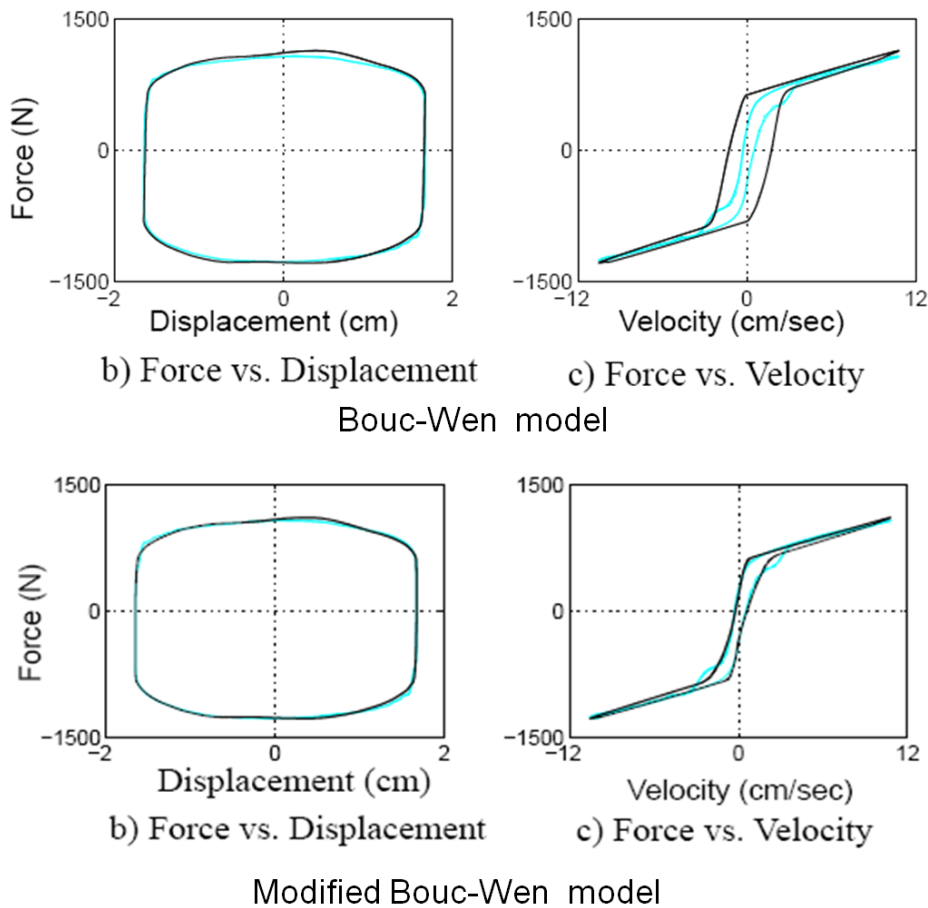 1500
1500
Force (N)
0
0
−1500
−1500
−2
0
2
−12
0
12
Displacement (cm)
Velocity (cm/sec)
b) Force vs. Displacement
c) Force vs. Velocity
Bouc-Wen model
1500
1500
Force (N)
0
0
−1500
−1500
−2
0
2
−12
0
12
Displacement (cm)
Velocity (cm/sec)
b) Force vs. Displacement
c) Force vs. Velocity
Modified Bouc-Wen model